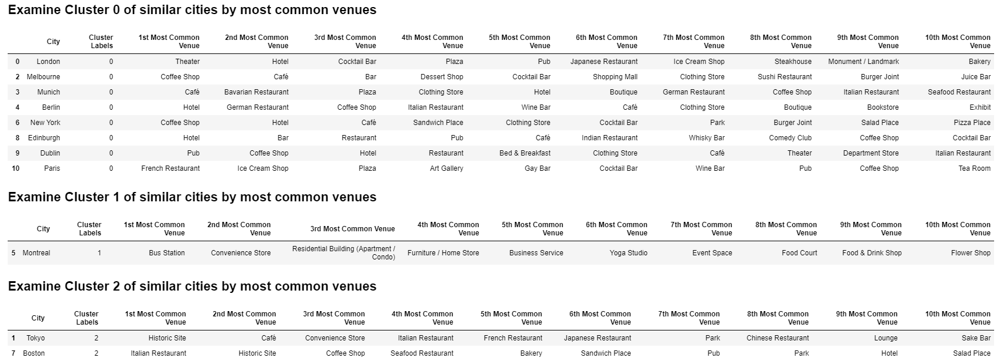 Examine Cluster 0 of similar cities by most common venues
City Cluster Labels 1st Most Common Venue 2nd Most Common Venue 3rd Most Common Venue 4th Most Common Venue 5th Most Common Venue 6th Most Common Venue 7th Most Common Venue 8th Most Common Venue 9th Most Common Venue 10th Most Common Venue
0 London 0 Theater Hotel Cocktail Bar Plaza Pub Japanese Restaurant Ice Cream Shop Steakhouse Monument / Landmark Bakery
2 Melbourne 0 Coffee Shop Café Bar Dessert Shop Cocktail Bar Shopping Mall Clothing Store Sushi Restaurant Burger Joint Juice Bar
3 Munich 0 Café Bavarian Restaurant Plaza Clothing Store Hotel Boutique German Restaurant Coffee Shop Italian Restaurant Seafood Restaurant
4 Berlin 0 Hotel German Restaurant Coffee Shop Italian Restaurant Wine Bar Café Clothing Store Boutique Bookstore Exhibit
6 New York 0 Coffee Shop Hotel Café Sandwich Place Clothing Store Cocktail Bar Park Burger Joint Salad Place Pizza Place
8 Edinburgh 0 Hotel Bar Restaurant Pub Café Indian Restaurant Whisky Bar Comedy Club Coffee Shop Cocktail Bar
9 Dublin 0 Pub Coffee Shop Hotel Restaurant Bed & Breakfast Clothing Store Café Theater Department Store Italian Restaurant
10 Paris 0 French Restaurant Ice Cream Shop Plaza Art Gallery Gay Bar Cocktail Bar Wine Bar Pub Coffee Shop Tea Room
Examine Cluster 1 of similar cities by most common venues
City Cluster Labels 1st Most Common Venue 2nd Most Common Venue 3rd Most Common Venue 4th Most Common Venue 5th Most Common Venue 6th Most Common Venue 7th Most Common Venue 8th Most Common Venue 9th Most Common Venue 10th Most Common Venue
5 Montreal 1 Bus Station Convenience Store Residential Building (Apartment / Condo) Furniture / Home Store Business Service Yoga Studio Event Space Food Court Food & Drink Shop Flower Shop
Examine Cluster 2 of similar cities by most common venues
City Cluster Labels 1st Most Common Venue 2nd Most Common Venue 3rd Most Common Venue 4th Most Common Venue 5th Most Common Venue 6th Most Common Venue 7th Most Common Venue 8th Most Common Venue 9th Most Common Venue 10th Most Common Venue
1 Tokyo 2 Historic Site Café Convenience Store Italian Restaurant French Restaurant Japanese Restaurant Park Chinese Restaurant Lounge Sake Bar
7 Boston 2 Italian Restaurant Historic Site Coffee Shop Seafood Restaurant Bakery Sandwich Place Pub Park Hotel Salad Place